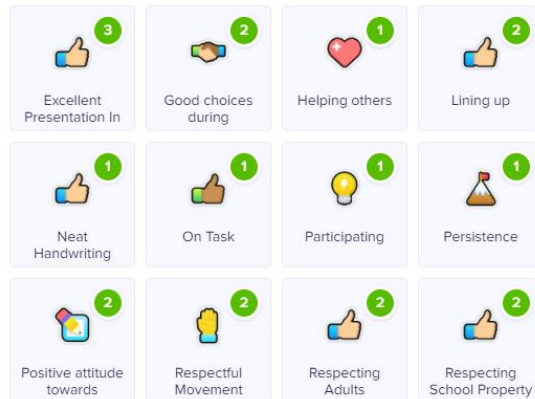 3
2
1
2
Excellent
Presentation In
Good choices
during
Helping others
Lining up
1
1
1
1
Neat
Handwriting
On Task
Participating
Persistence
2
2
2
2
Positive attitude
towards
Respectful
Movement
Respecting
Adults
Respecting
School Property